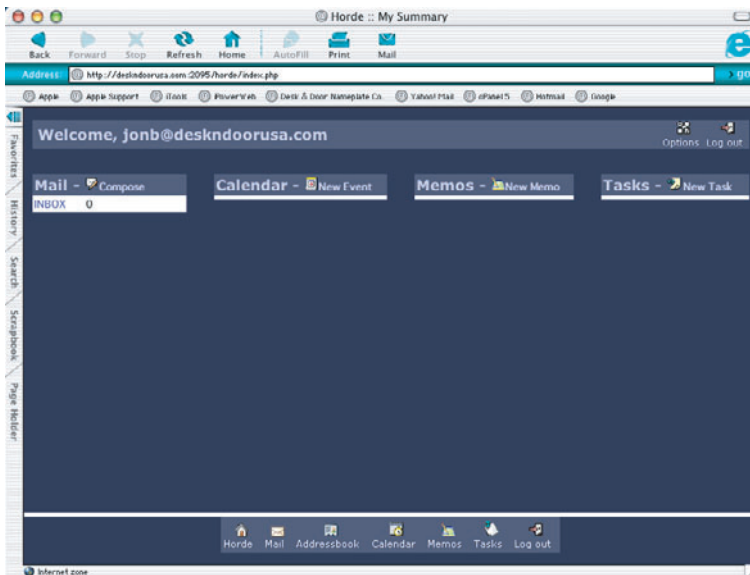 Horde :: My Summary
Back Forward Stop Refresh Home AutoFill Print Mail
Address: http://deskndoorusa.com:2095/horde/index.php go
Apple Apple Support iTools PowerWeb Desk & Door Nameplate Co. Yahoo! Mail cPanel 5 Hotmail Google
Favorites
History
Search
Scrapbook
Page Holder
Welcome, jonb@deskndoorusa.com
Options Log out
Mail - Compose
INBOX 0
Calendar - New Event
Memos - New Memo
Tasks - New Task
Horde Mail Addressbook Calendar Memos Tasks Log out
Internet zone